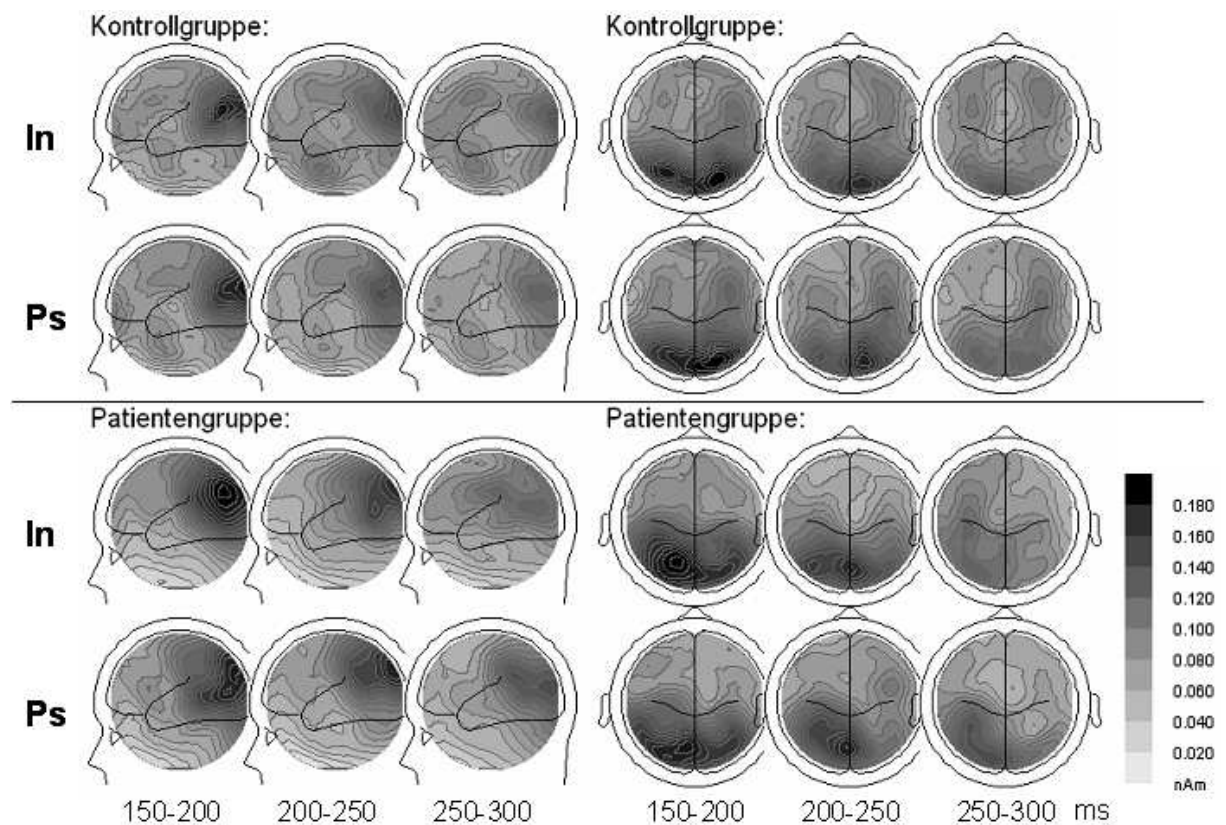 Kontrollgruppe: Kontrollgruppe:
In
Ps
Patientengruppe: Patientengruppe:
In
Ps
0.180
0.160
0.140
0.120
0.100
0.080
0.060
0.040
0.020
nAm
150-200 200-250 250-300 150-200 200-250 250-300 ms